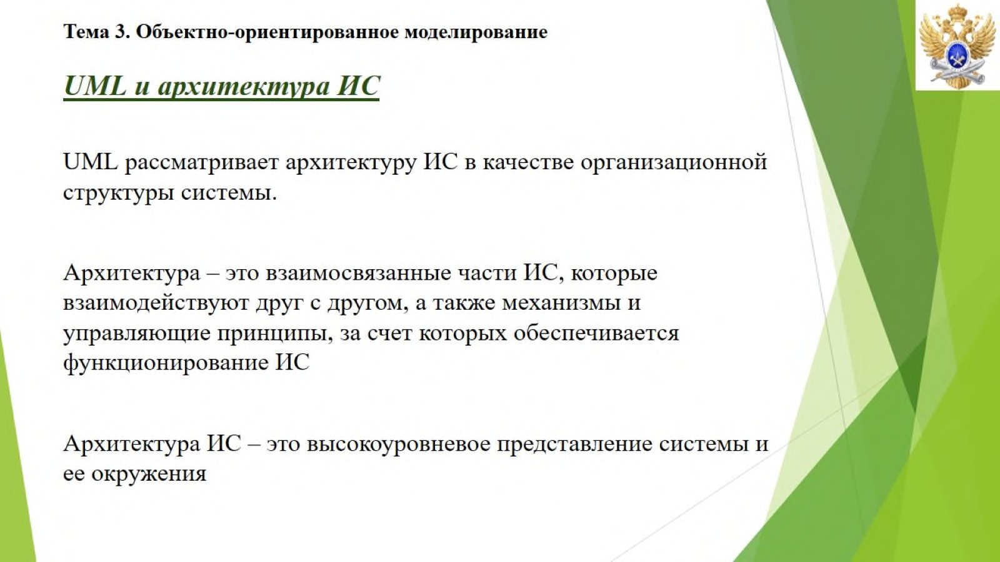 Тема 3. Объектно-ориентированное моделирование
UML и архитектура ИС
UML рассматривает архитектуру ИС в качестве организационной
структуры системы.
Архитектура – это взаимосвязанные части ИС, которые
взаимодействуют друг с другом, а также механизмы и
управляющие принципы, за счет которых обеспечивается
функционирование ИС
Архитектура ИС – это высокоуровневое представление системы и
ее окружения